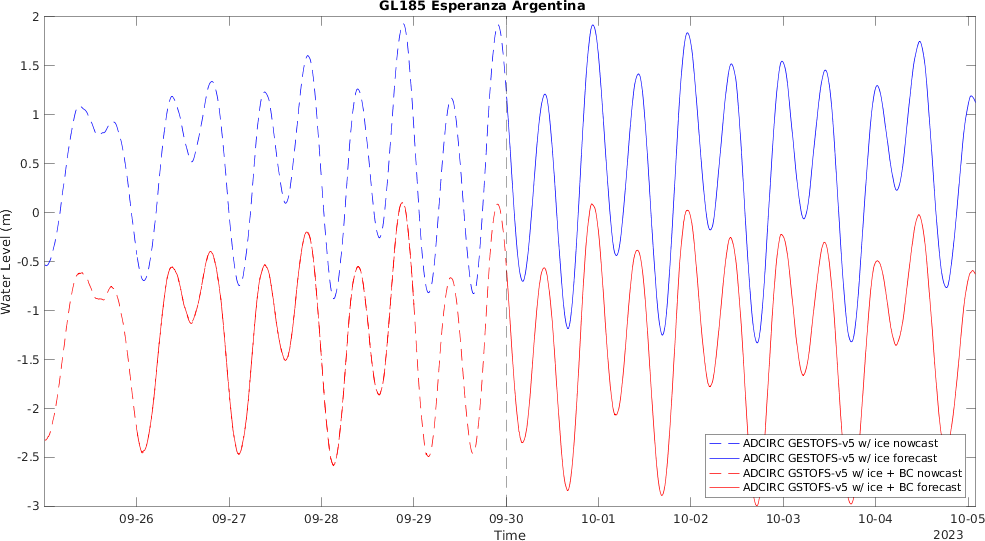 GL185 Esperanza Argentina
Water Level (m)
2
1.5
1
0.5
0
-0.5
-1
-1.5
-2
-2.5
-3
ADCIRC GESTOFS-v5 w/ ice nowcast
ADCIRC GESTOFS-v5 w/ ice forecast
ADCIRC GSTOFS-v5 w/ ice + BC nowcast
ADCIRC GSTOFS-v5 w/ ice + BC forecast
09-26 09-27 09-28 09-29 09-30 10-01 10-02 10-03 10-04 10-05
Time
2023